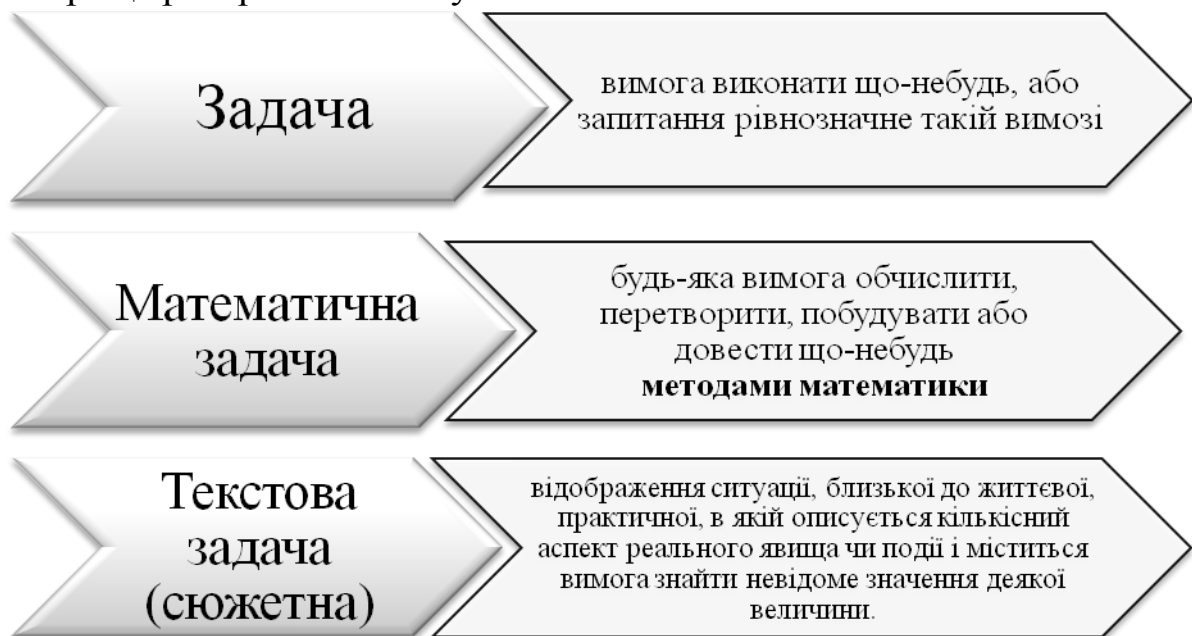 Задача
вимога виконати що-небудь, або
запитання рівнозначне такій вимозі
Математична
задача
будь-яка вимога обчислити,
перетворити, побудувати або
довести що-небудь
методами математики
Текстова
задача
(сюжетна)
відображення ситуації, близької до життєвої,
практичної, в якій описується кількісний
аспект реального явища чи події і міститься
вимога знайти невідоме значення деякої
величини.